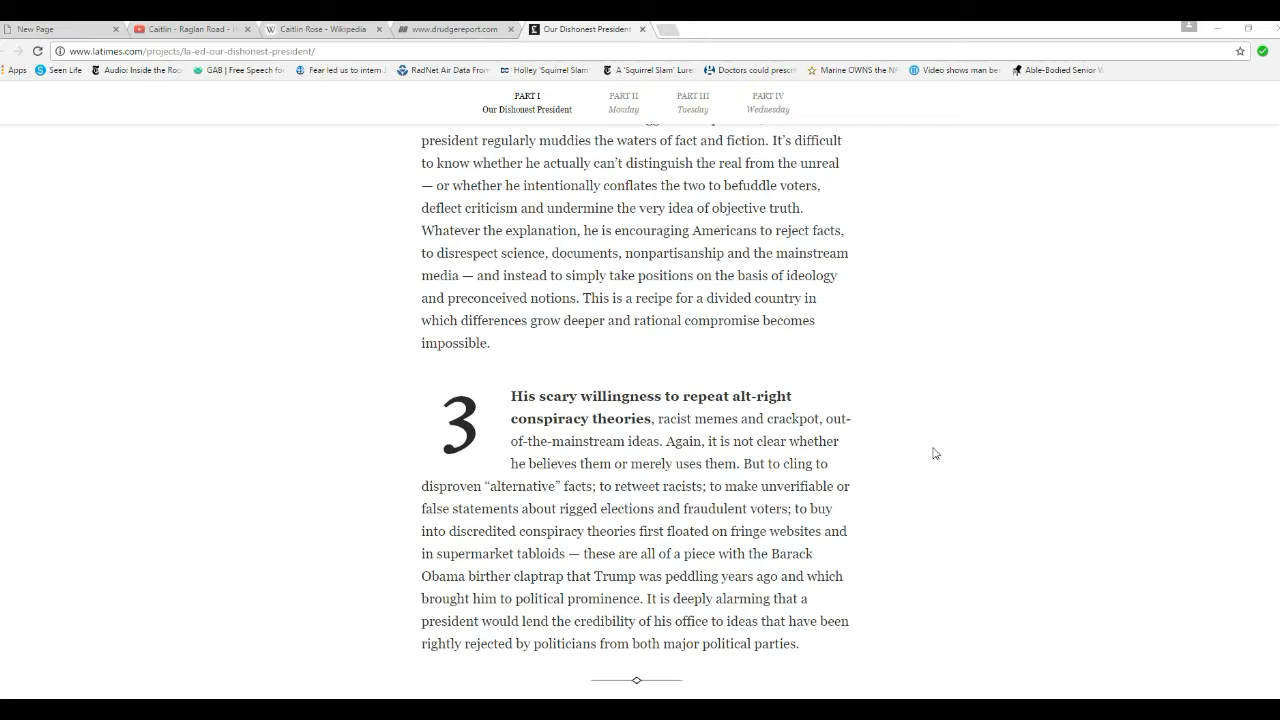 New Page
Caitlin - Raglan Road - I
Caitlin Rose - Wikipedia
www.drudgereport.com
Our Dishonest President
www.latimes.com/projects/la-ed-our-dishonest-president/
Apps
Seen Life
Audio: Inside the Roc
GAB | Free Speech fo
Fear led us to intern J
RadNet Air Data From
Holley 'Squirrel Slam
A 'Squirrel Slam' Lure
Doctors could prescr
Marine OWNS the NF
Video shows man be
Able-Bodied Senior V
PART I
Our Dishonest President
PART II
Monday
PART III
Tuesday
PART IV
Wednesday
president regularly muddies the waters of fact and fiction. It’s difficult
to know whether he actually can’t distinguish the real from the unreal
— or whether he intentionally conflates the two to befuddle voters,
deflect criticism and undermine the very idea of objective truth.
Whatever the explanation, he is encouraging Americans to reject facts,
to disrespect science, documents, nonpartisanship and the mainstream
media — and instead to simply take positions on the basis of ideology
and preconceived notions. This is a recipe for a divided country in
which differences grow deeper and rational compromise becomes
impossible.
3
His scary willingness to repeat alt-right
conspiracy theories, racist memes and crackpot, out-
of-the-mainstream ideas. Again, it is not clear whether
he believes them or merely uses them. But to cling to
disproven “alternative” facts; to retweet racists; to make unverifiable or
false statements about rigged elections and fraudulent voters; to buy
into discredited conspiracy theories first floated on fringe websites and
in supermarket tabloids — these are all of a piece with the Barack
Obama birther claptrap that Trump was peddling years ago and which
brought him to political prominence. It is deeply alarming that a
president would lend the credibility of his office to ideas that have been
rightly rejected by politicians from both major political parties.